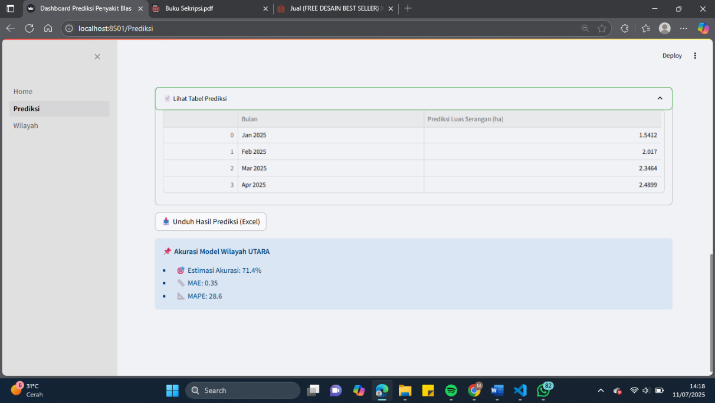 Dashboard Prediksi Penyakit Blas
Buku Sekripsi.pdf
Jual (FREE DESAIN BEST SELLER)
localhost:8501/Prediksi
Deploy
Home
Prediksi
Wilayah
Lihat Tabel Prediksi
Bulan Prediksi Luas Serangan (ha)
0 Jan 2025 1.5412
1 Feb 2025 2.017
2 Mar 2025 2.3464
3 Apr 2025 2.4899
Unduh Hasil Prediksi (Excel)
Akurasi Model Wilayah UTARA
Estimasi Akurasi: 71.4%
MAE: 0.35
MAPE: 28.6
31°C
Cerah
Search
14:18
11/07/2025